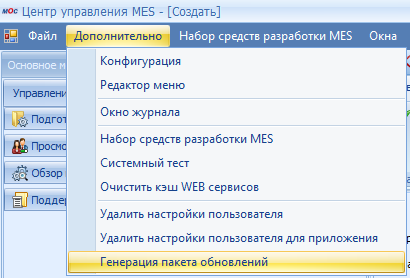 МОС Центр управления MES - [Создать]
Файл Дополнительно Набор средств разработки MES Окна
Основное м
Управлени
Подгот
Просмо
Обзор
Поддер
Конфигурация
Редактор меню
Окно журнала
Набор средств разработки MES
Системный тест
Очистить кэш WEB сервисов
Удалить настройки пользователя
Удалить настройки пользователя для приложения
Генерация пакета обновлений